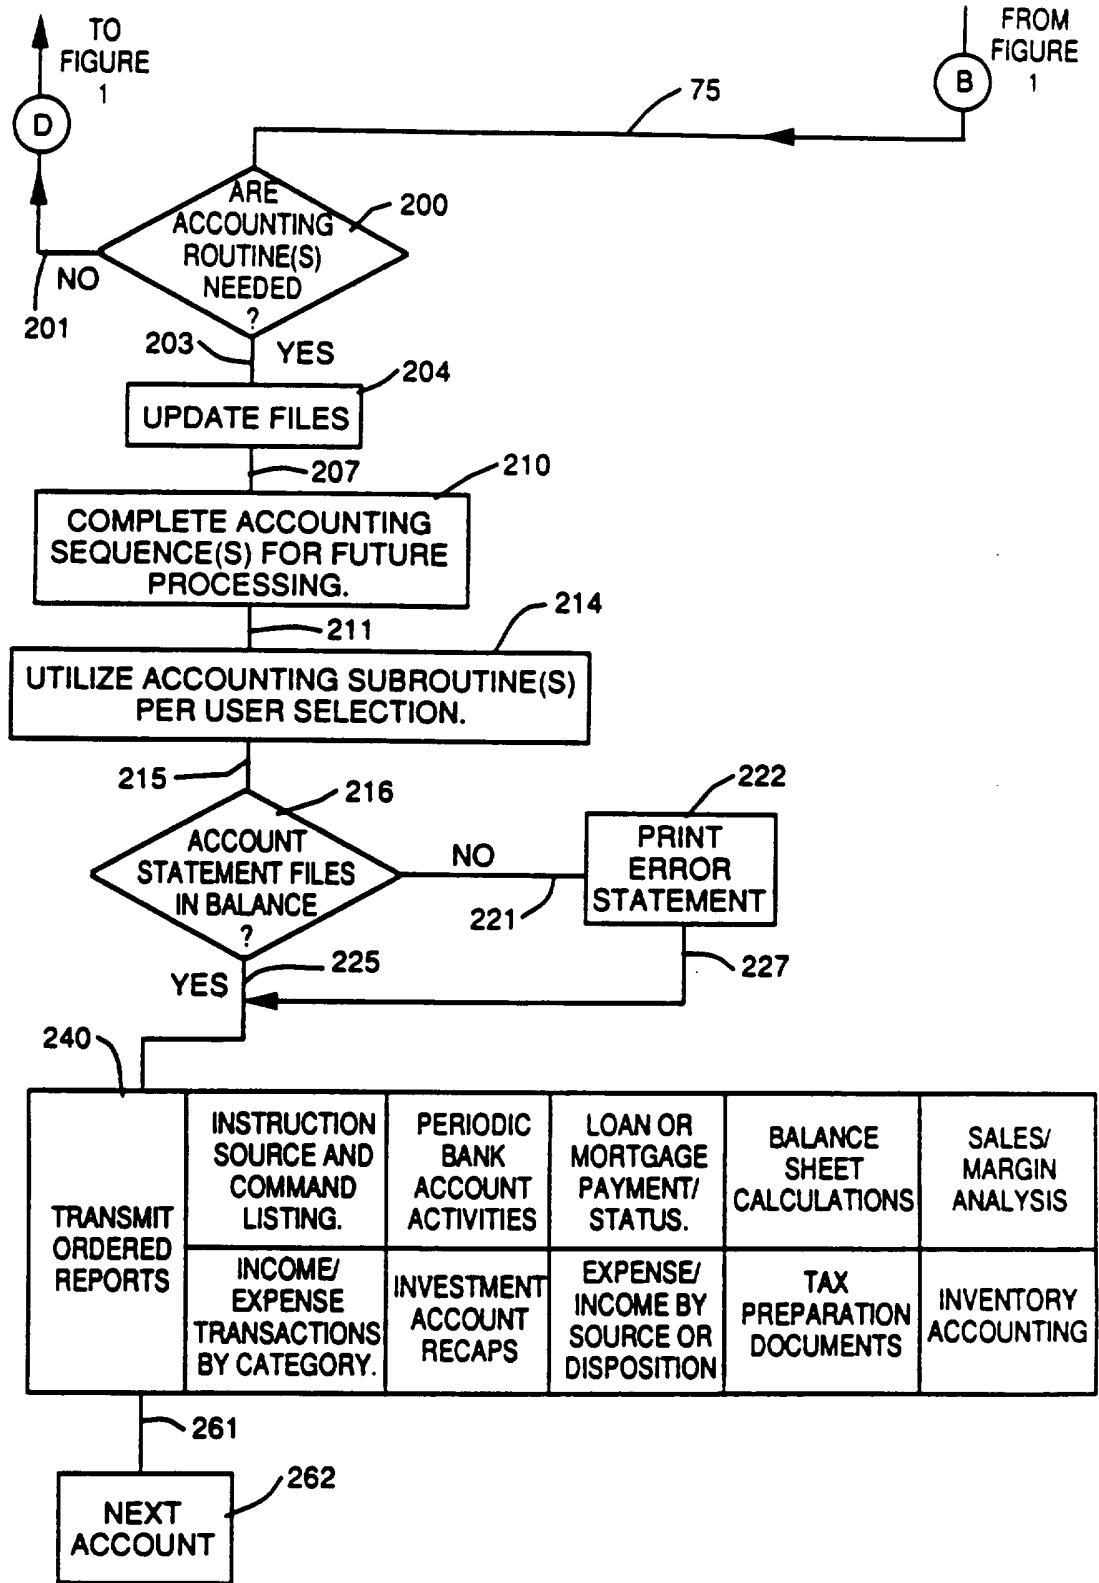 TO
FIGURE
1
D
FROM
FIGURE
1
B
75
ARE
ACCOUNTING
ROUTINE(S)
NEEDED
?
200
NO
201
203
YES
204
UPDATE FILES
207
210
COMPLETE ACCOUNTING
SEQUENCE(S) FOR FUTURE
PROCESSING.
211
214
UTILIZE ACCOUNTING SUBROUTINE(S)
PER USER SELECTION.
215
216
ACCOUNT
STATEMENT FILES
IN BALANCE
?
NO
221
222
PRINT
ERROR
STATEMENT
225
YES
227
240
TRANSMIT
ORDERED
REPORTS
INSTRUCTION
SOURCE AND
COMMAND
LISTING.
PERIODIC
BANK
ACCOUNT
ACTIVITIES
LOAN OR
MORTGAGE
PAYMENT/
STATUS.
BALANCE
SHEET
CALCULATIONS
SALES/
MARGIN
ANALYSIS
INCOME/
EXPENSE
TRANSACTIONS
BY CATEGORY.
INVESTMENT
ACCOUNT
RECAPS
EXPENSE/
INCOME BY
SOURCE OR
DISPOSITION
TAX
PREPARATION
DOCUMENTS
INVENTORY
ACCOUNTING
261
262
NEXT
ACCOUNT